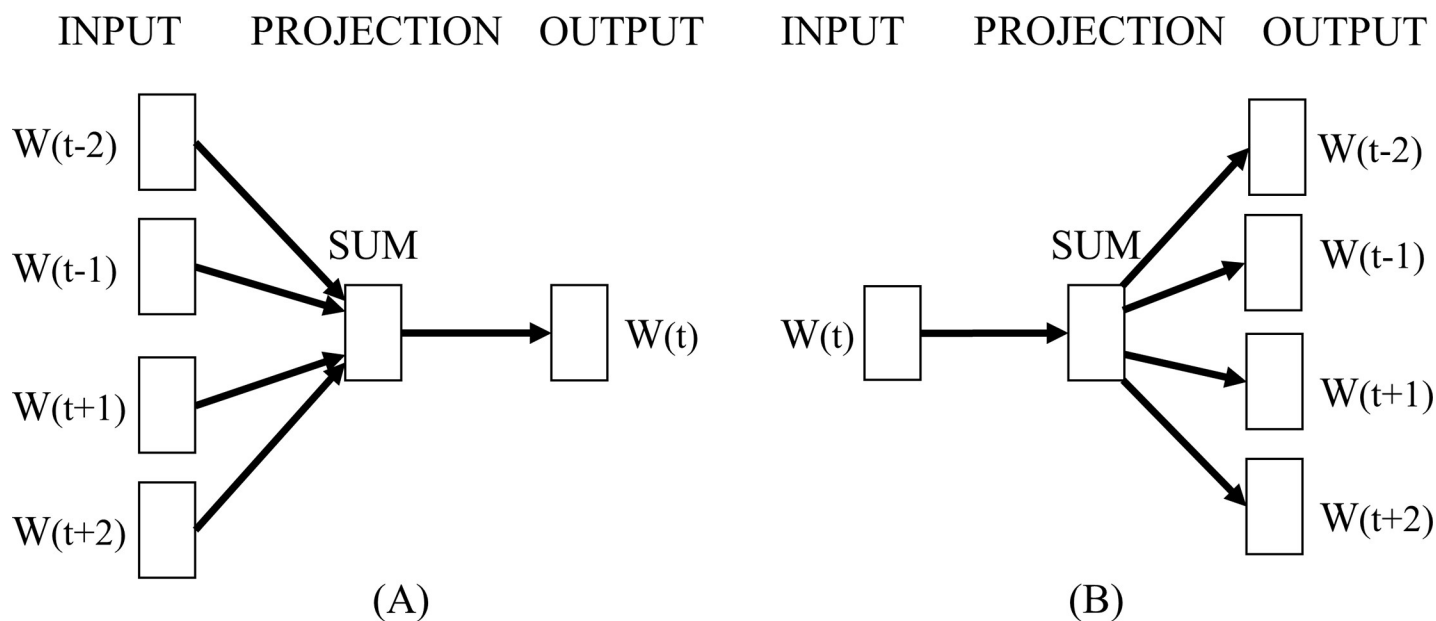 INPUT PROJECTION OUTPUT
W(t-2)
W(t-1)
SUM
W(t)
W(t+1)
W(t+2)
(A)
INPUT PROJECTION OUTPUT
W(t-2)
SUM
W(t-1)
W(t)
W(t+1)
W(t+2)
(B)